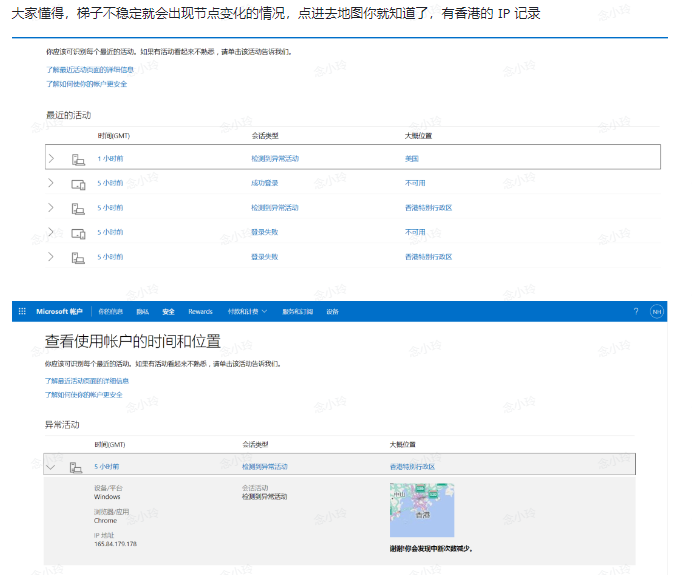 大家懂得，梯子不稳定就会出现节点变化的情况，点进去地图你就知道了，有香港的 IP 记录
你应该可识别每个最近的活动。如果有活动看起来不熟悉，请单击该活动告诉我们。
了解最近活动页面的详细信息
了解如何使你的帐户更安全
最近的活动
时间(GMT) 会话类型 大概位置
1 小时前 检测到异常活动 美国
5 小时前 成功登录 不可用
5 小时前 检测到异常活动 香港特别行政区
5 小时前 登录失败 不可用
5 小时前 登录失败 香港特别行政区
Microsoft 帐户 你的信息 隐私 安全 Rewards 付款和计费 服务和订阅 设备 ? NH
查看使用帐户的时间和位置
你应该可识别每个最近的活动。如果有活动看起来不熟悉，请单击该活动告诉我们。
了解最近活动页面的详细信息
了解如何使你的帐户更安全
异常活动
时间(GMT) 会话类型 大概位置
5 小时前 检测到异常活动 香港特别行政区
设备/平台 会话活动
Windows 检测到异常活动
中山
香港
浏览器/应用
Chrome
IP 地址
165.84.179.178
谢谢!你会发现中断次数减少。
念小玲